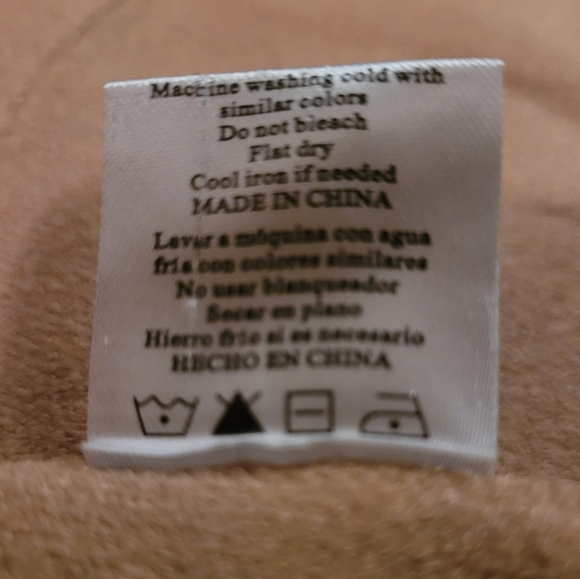 Machine washing cold with
similar colors
Do not bleach
Flat dry
Cool iron if needed
MADE IN CHINA
Lavar a máquina con agua
fria con colores similares
No usar blanqueador
Secar en plano
Hierro frio si es necesario
HECHO EN CHINA